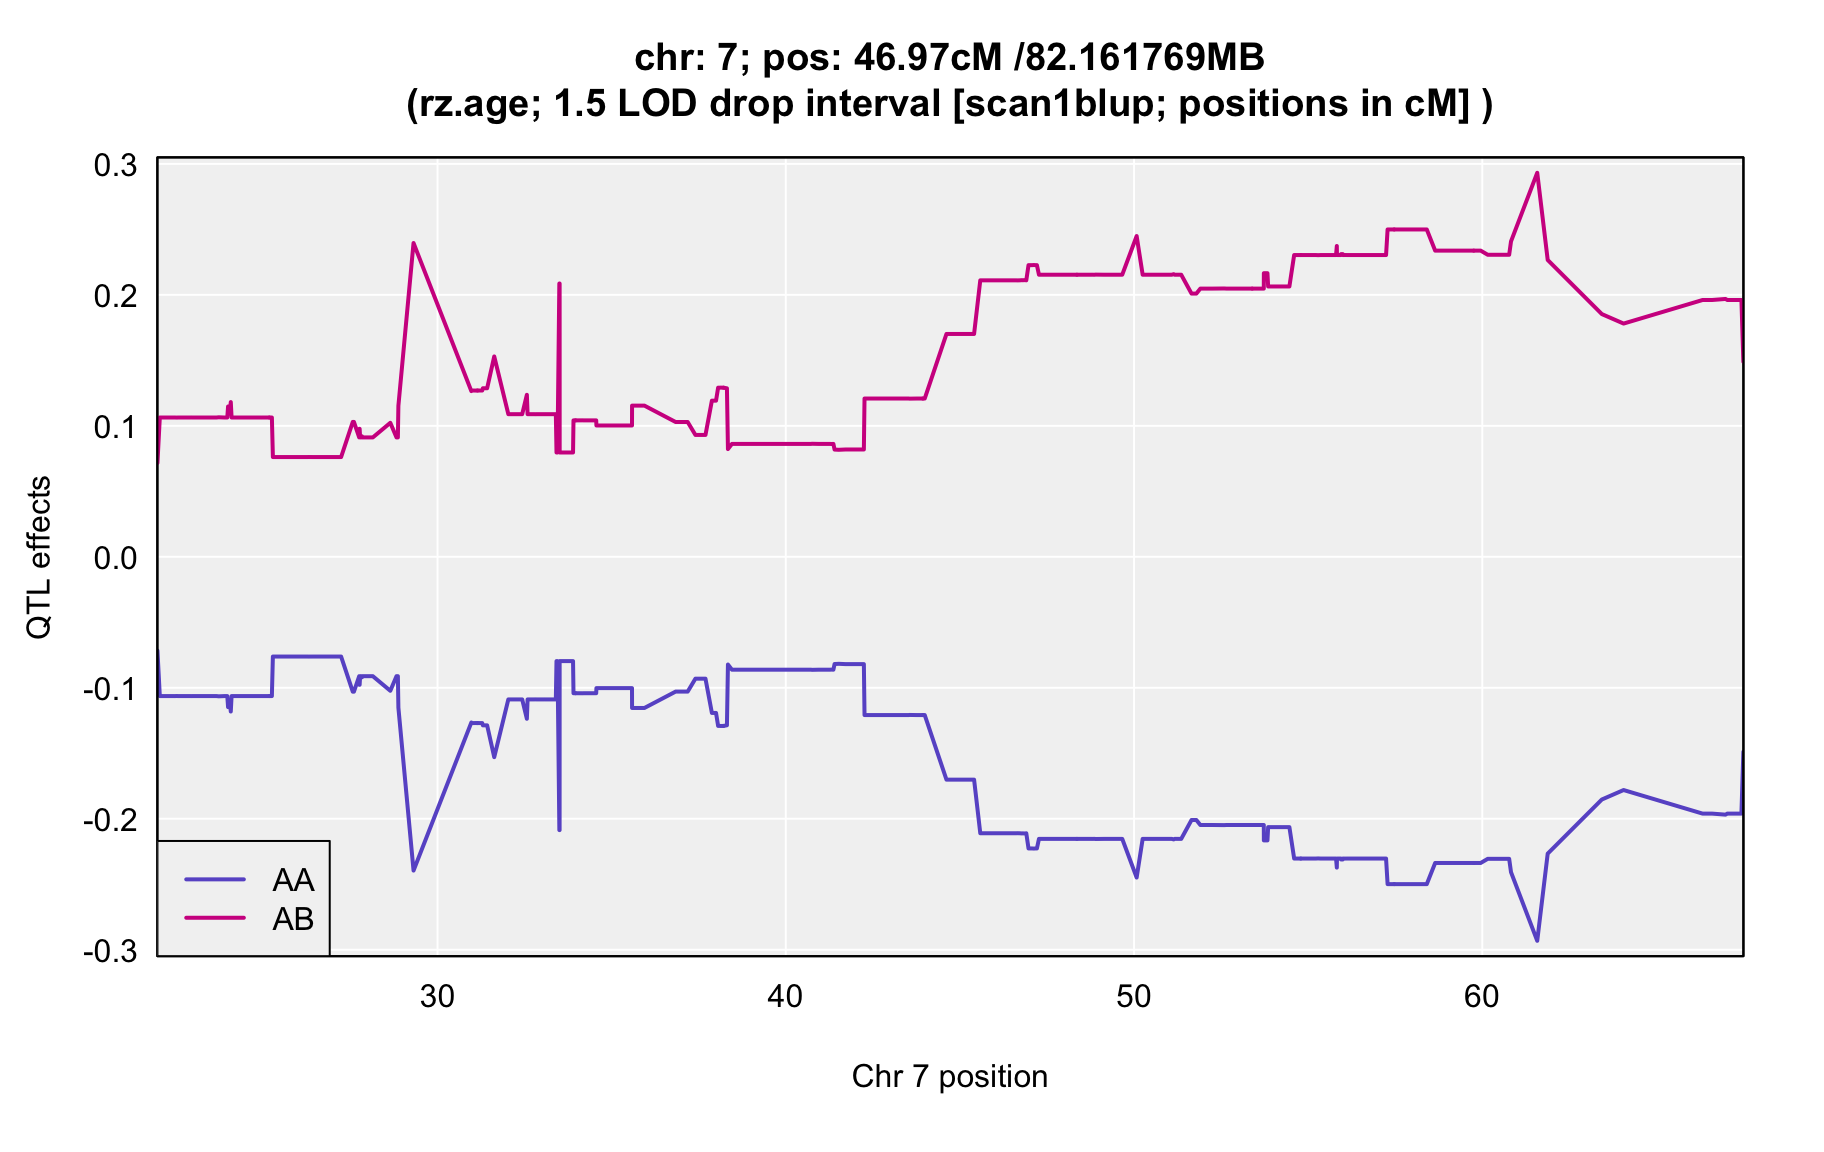 chr: 7; pos: 46.97cM /82.161769MB
(rz.age; 1.5 LOD drop interval [scan1blup; positions in cM] )
0.3
0.2
0.1
0.0
-0.1
-0.2
-0.3
QTL effects
AA
AB
30 40 50 60
Chr 7 position